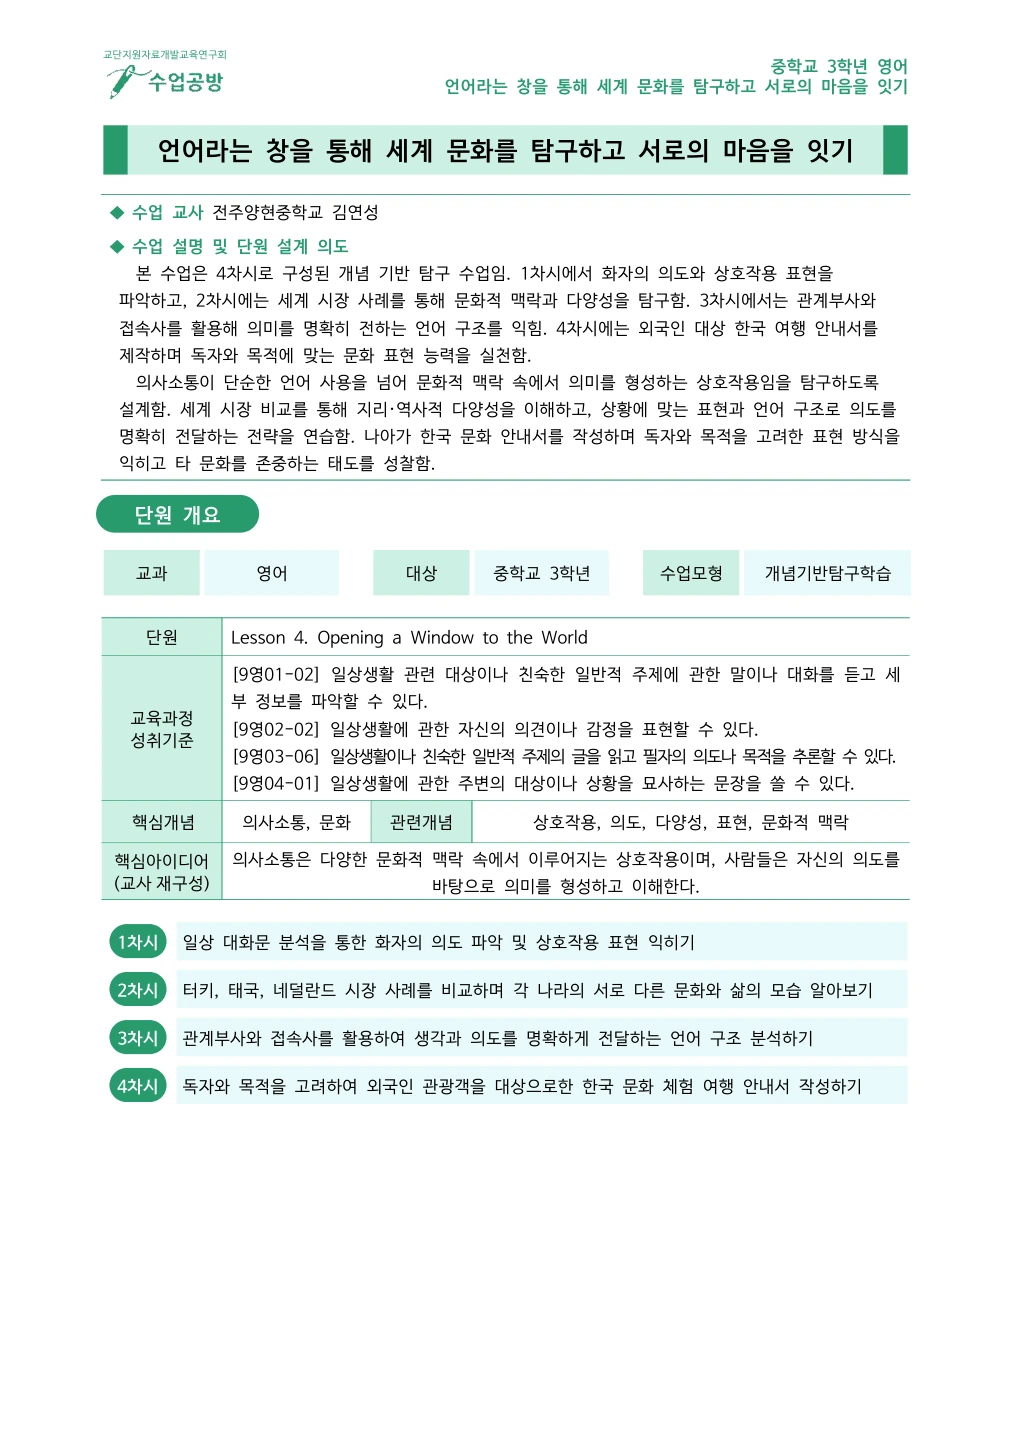 교단지원자료개발교육연구회
수업공방
중학교 3학년 영어
언어라는 창을 통해 세계 문화를 탐구하고 서로의 마음을 잇기
언어라는 창을 통해 세계 문화를 탐구하고 서로의 마음을 잇기
◆ 수업 교사 전주양현중학교 김연성
◆ 수업 설명 및 단원 설계 의도
본 수업은 4차시로 구성된 개념 기반 탐구 수업임. 1차시에서 화자의 의도와 상호작용 표현을
파악하고, 2차시에는 세계 시장 사례를 통해 문화적 맥락과 다양성을 탐구함. 3차시에서는 관계부사와
접속사를 활용해 의미를 명확히 전하는 언어 구조를 익힘. 4차시에는 외국인 대상 한국 여행 안내서를
제작하며 독자와 목적에 맞는 문화 표현 능력을 실천함.
의사소통이 단순한 언어 사용을 넘어 문화적 맥락 속에서 의미를 형성하는 상호작용임을 탐구하도록
설계함. 세계 시장 비교를 통해 지리·역사적 다양성을 이해하고, 상황에 맞는 표현과 언어 구조로 의도를
명확히 전달하는 전략을 연습함. 나아가 한국 문화 안내서를 작성하며 독자와 목적을 고려한 표현 방식을
익히고 타 문화를 존중하는 태도를 성찰함.
단원 개요
교과 영어 대상 중학교 3학년 수업모형 개념기반탐구학습
단원 Lesson 4. Opening a Window to the World
교육과정
성취기준
[9영01-02] 일상생활 관련 대상이나 친숙한 일반적 주제에 관한 말이나 대화를 듣고 세
부 정보를 파악할 수 있다.
[9영02-02] 일상생활에 관한 자신의 의견이나 감정을 표현할 수 있다.
[9영03-06] 일상생활이나 친숙한 일반적 주제의 글을 읽고 필자의 의도나 목적을 추론할 수 있다.
[9영04-01] 일상생활에 관한 주변의 대상이나 상황을 묘사하는 문장을 쓸 수 있다.
핵심개념 의사소통, 문화 관련개념 상호작용, 의도, 다양성, 표현, 문화적 맥락
핵심아이디어
(교사 재구성)
의사소통은 다양한 문화적 맥락 속에서 이루어지는 상호작용이며, 사람들은 자신의 의도를
바탕으로 의미를 형성하고 이해한다.
1차시 일상 대화문 분석을 통한 화자의 의도 파악 및 상호작용 표현 익히기
2차시 터키, 태국, 네덜란드 시장 사례를 비교하며 각 나라의 서로 다른 문화와 삶의 모습 알아보기
3차시 관계부사와 접속사를 활용하여 생각과 의도를 명확하게 전달하는 언어 구조 분석하기
4차시 독자와 목적을 고려하여 외국인 관광객을 대상으로한 한국 문화 체험 여행 안내서 작성하기